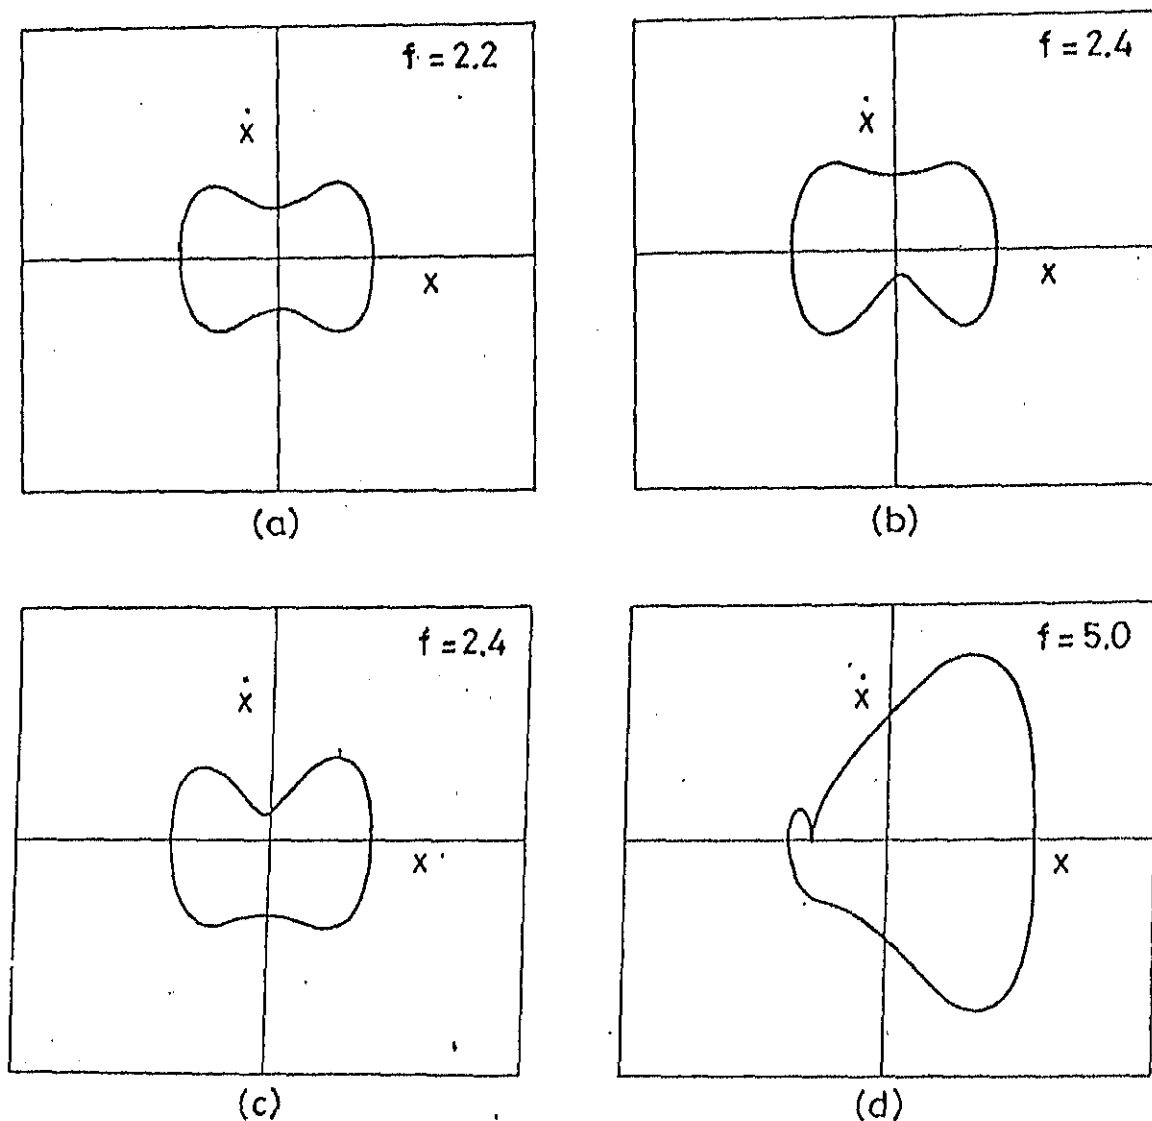 f = 2.2
ẋ
x
(a)
f = 2.4
ẋ
x
(b)
f = 2.4
ẋ
x
(c)
f = 5.0
ẋ
x
(d)